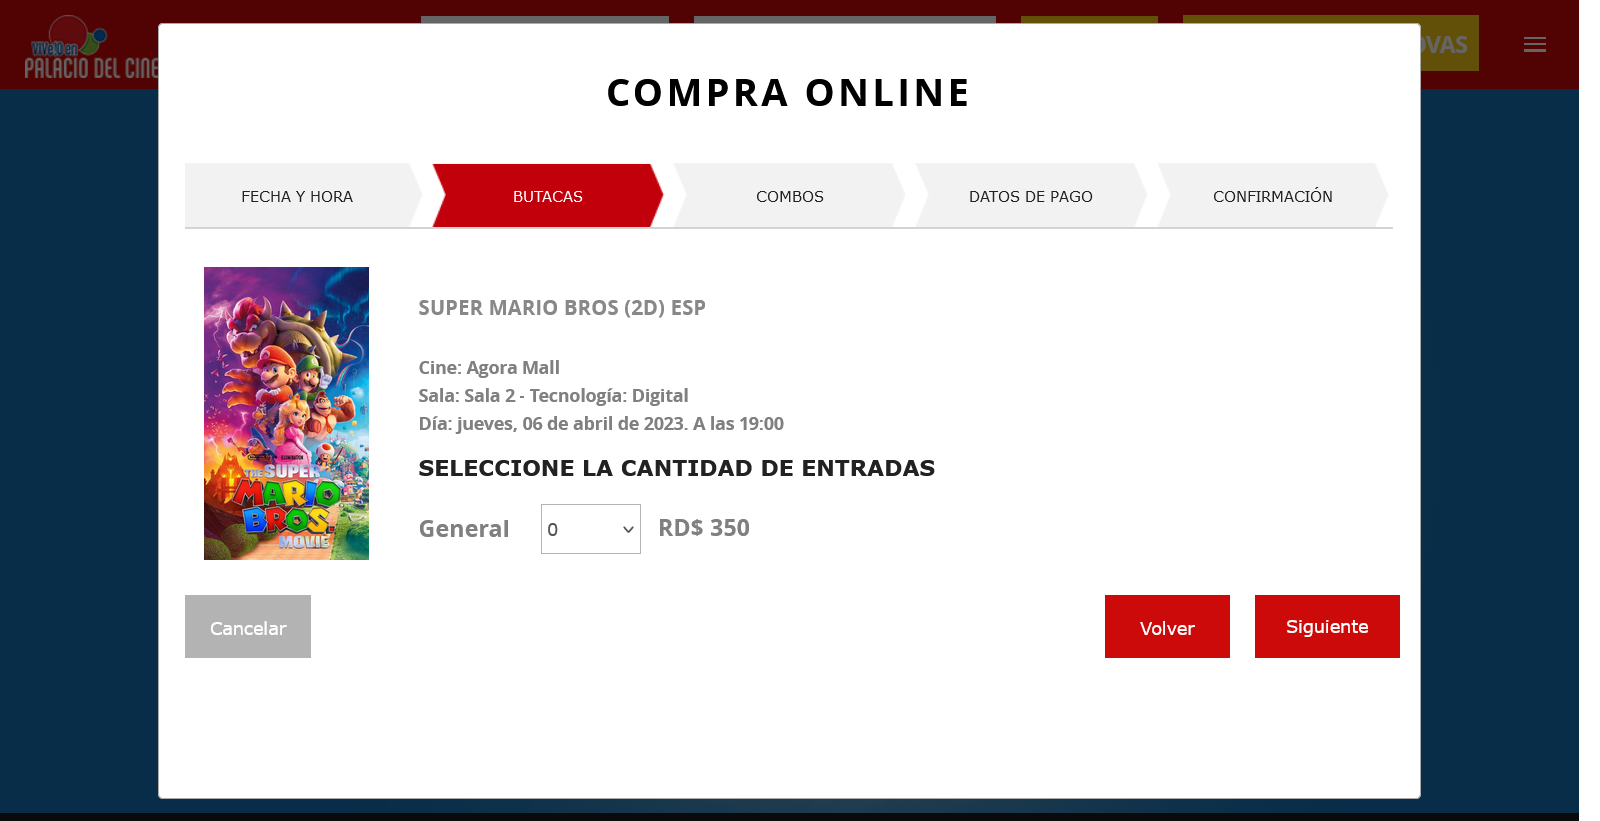 VIVEլO en
PALACIO DEL CINE
OVAS
COMPRA ONLINE
FECHA Y HORA
BUTACAS
COMBOS
DATOS DE PAGO
CONFIRMACIÓN
SUPER MARIO BROS (2D) ESP
Cine: Agora Mall
Sala: Sala 2 - Tecnología: Digital
Día: jueves, 06 de abril de 2023. A las 19:00
SELECCIONE LA CANTIDAD DE ENTRADAS
General 0 RD$ 350
THE SUPER
MARIO
BROS.
MOVIE
Cancelar
Volver
Siguiente